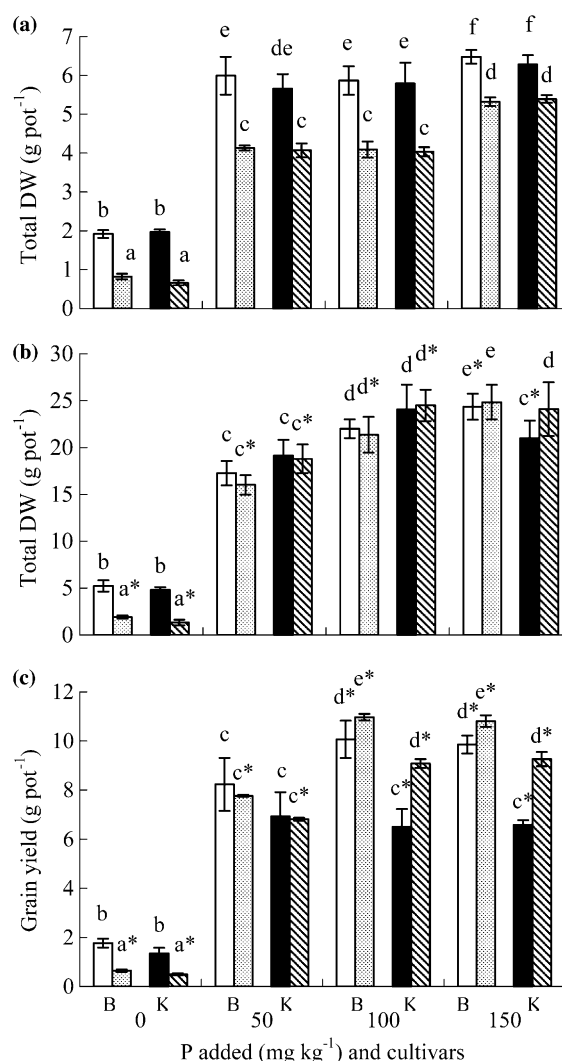 (a)
e de e e f f
7
6
5
4
3
2
1
0
Total DW (g pot⁻¹)
c c c c d d
b b
a a
(b)
30
25
20
15
10
5
0
Total DW (g pot⁻¹)
b a* b a*
c c* c c*
d d* d d*
e* e c* d
(c)
12
10
8
6
4
2
0
Grain yield (g pot⁻¹)
b a* b a*
c c* c c*
d* e* c* d*
d* e* c* d*
B K B K B K B K
0 50 100 150
P added (mg kg⁻¹) and cultivars